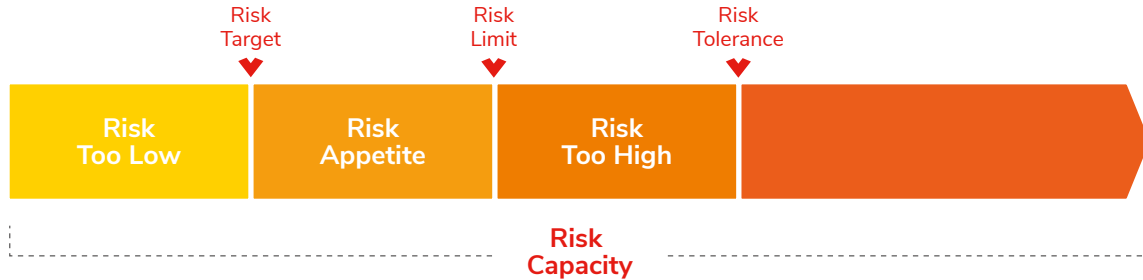 Risk
Target
Risk
Limit
Risk
Tolerance
Risk
Too Low
Risk
Appetite
Risk
Too High
Risk
Capacity